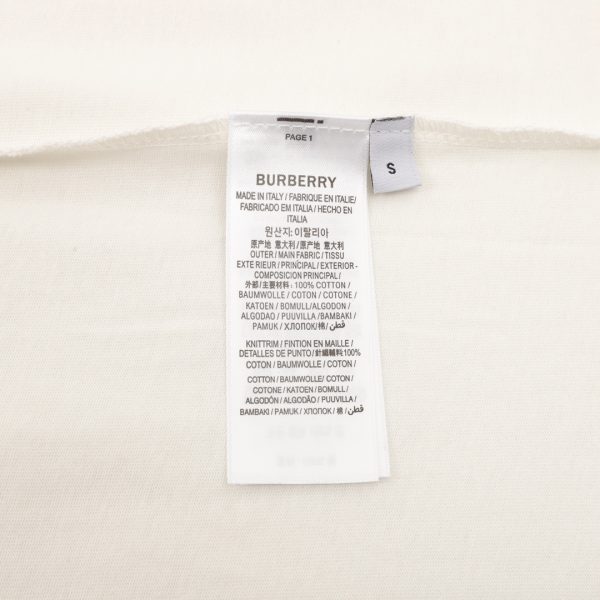 PAGE 1
S
BURBERRY
MADE IN ITALY / FABRIQUE EN ITALIE/
FABRICADO EM ITALIA / HECHO EN
ITALIA
원산지: 이탈리아
原产地 意大利 / 原産地 意大利
OUTER / MAIN FABRIC / TISSU
EXTE RIEUR / PRINCIPAL / EXTERIOR -
COMPOSICION PRINCIPAL /
外部/主要材料: 100% COTTON /
BAUMWOLLE / COTON / COTONE /
KATOEN / BOMULL/ALGODON /
ALGODAO / PUUVILLA /BAMBAKI /
PAMUK / ХЛОПОК/棉/ قطن
KNITTRIM / FINTION EN MAILLE /
DETALLES DE PUNTO/ 針編輔料100%
COTON / BAUMWOLLE / COTON
COTTON / BAUMWOLLE/ COTON /
COTONE / KATOEN / BOMULL /
ALGODÓN / ALGODÃO / PUUVILLA /
BAMBAKI / PAMUK / ХЛОПОК / 棉 / قطن